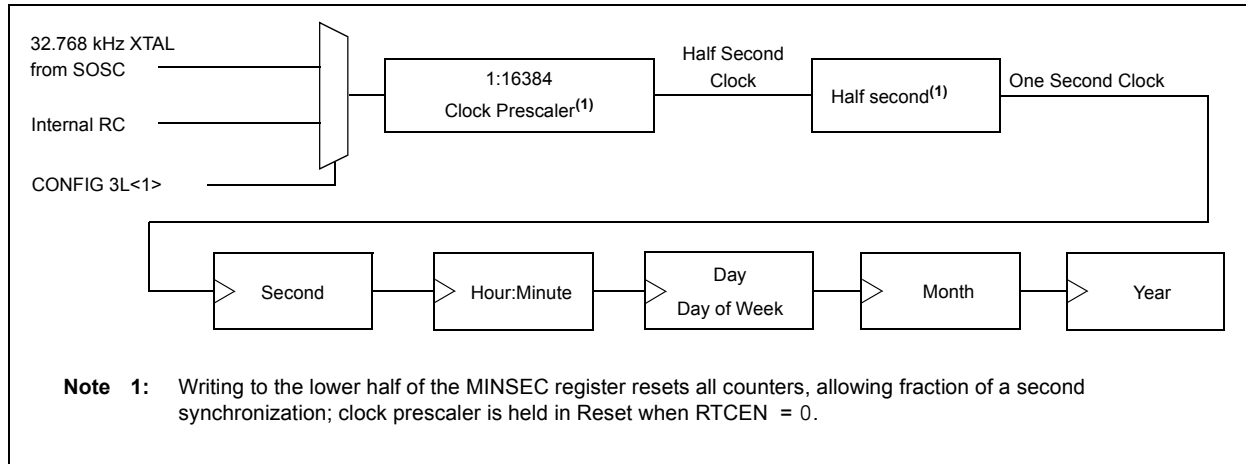 32.768 kHz XTAL
from SOSC
Internal RC
CONFIG 3L<1>
1:16384
Clock Prescaler(1)
Half Second
Clock
Half second(1)
One Second Clock
Second
Hour:Minute
Day
Day of Week
Month
Year
Note 1: Writing to the lower half of the MINSEC register resets all counters, allowing fraction of a second
synchronization; clock prescaler is held in Reset when RTCEN = 0.